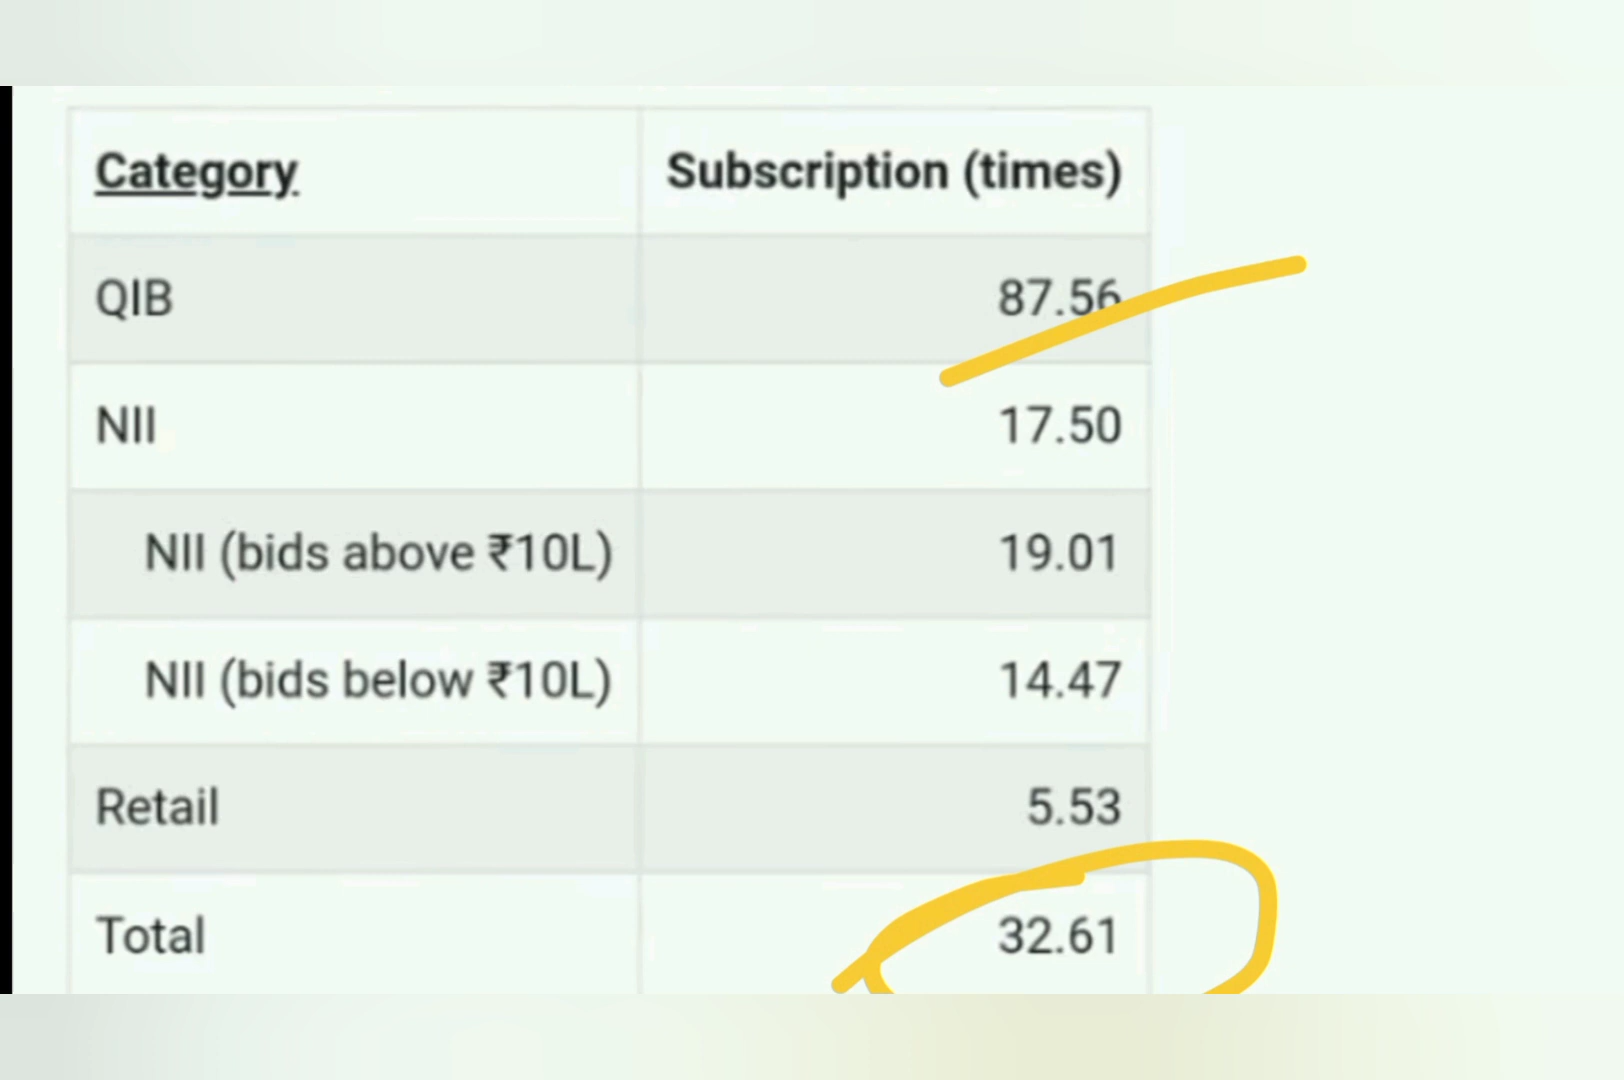 Category Subscription (times)
QIB 87.56
NII 17.50
NII (bids above ₹10L) 19.01
NII (bids below ₹10L) 14.47
Retail 5.53
Total 32.61